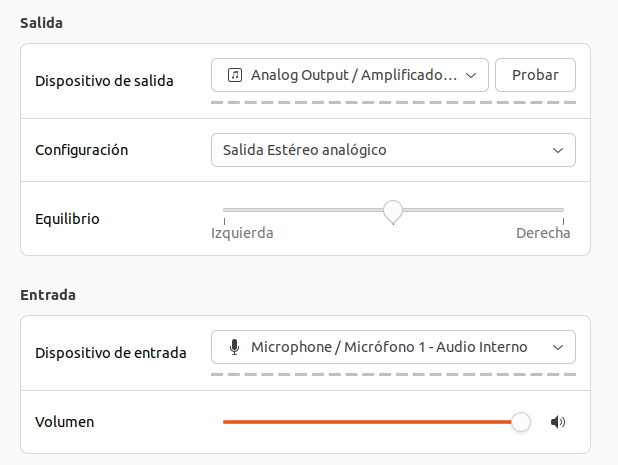 Salida
Dispositivo de salida
Analog Output / Amplificado...
Probar
Configuración
Salida Estéreo analógico
Equilibrio
Izquierda
Derecha
Entrada
Dispositivo de entrada
Microphone / Micrófono 1 - Audio Interno
Volumen